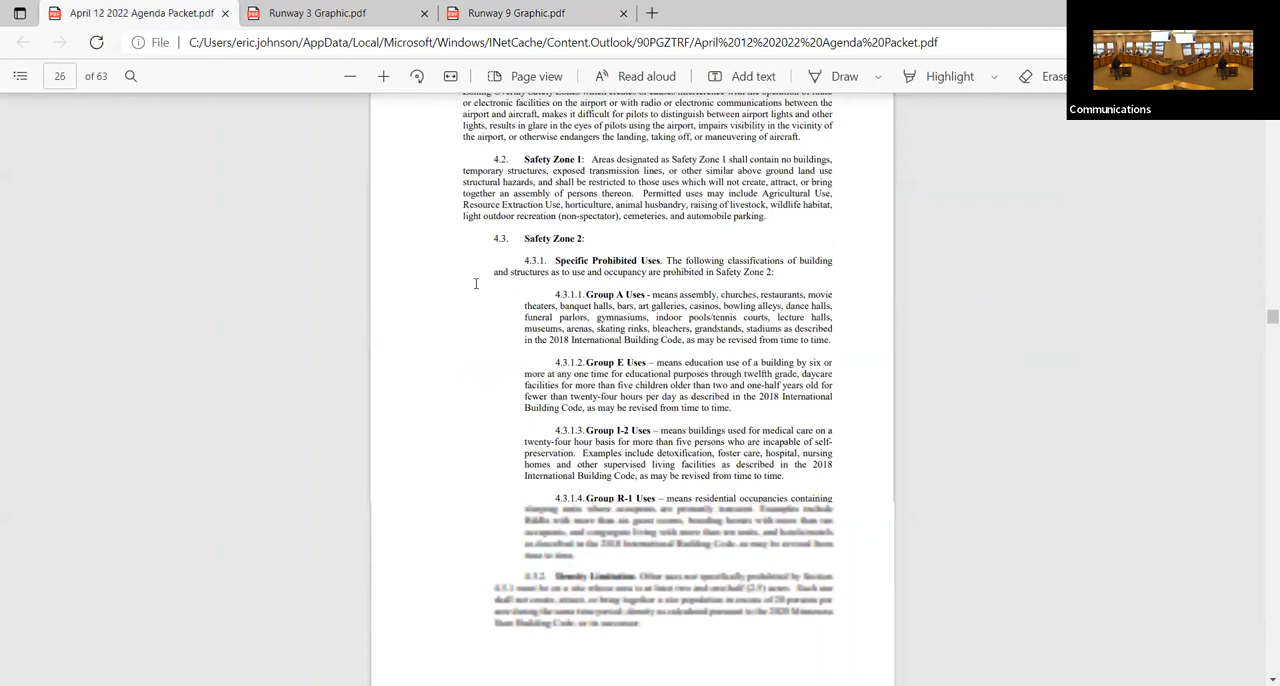 April 12 2022 Agenda Packet.pdf
Runway 3 Graphic.pdf
Runway 9 Graphic.pdf
File
C:/Users/eric.johnson/AppData/Local/Microsoft/Windows/INetCache/Content.Outlook/90PGZTRF/April%2012%202022%20Agenda%20Packet.pdf
26 of 63
Page view
Read aloud
Add text
Draw
Highlight
Erase
Communications
or electronic facilities on the airport or with radio or electronic communications between the
airport and aircraft, makes it difficult for pilots to distinguish between airport lights and other
lights, results in glare in the eyes of pilots using the airport, impairs visibility in the vicinity of
the airport, or otherwise endangers the landing, taking off, or maneuvering of aircraft.
4.2. Safety Zone 1: Areas designated as Safety Zone 1 shall contain no buildings,
temporary structures, exposed transmission lines, or other similar above ground land use
structural hazards, and shall be restricted to those uses which will not create, attract, or bring
together an assembly of persons thereon. Permitted uses may include Agricultural Use,
Resource Extraction Use, horticulture, animal husbandry, raising of livestock, wildlife habitat,
light outdoor recreation (non-spectator), cemeteries, and automobile parking.
4.3. Safety Zone 2:
4.3.1. Specific Prohibited Uses. The following classifications of building
and structures as to use and occupancy are prohibited in Safety Zone 2:
4.3.1.1. Group A Uses - means assembly, churches, restaurants, movie
theaters, banquet halls, bars, art galleries, casinos, bowling alleys, dance halls,
funeral parlors, gymnasiums, indoor pools/tennis courts, lecture halls,
museums, arenas, skating rinks, bleachers, grandstands, stadiums as described
in the 2018 International Building Code, as may be revised from time to time.
4.3.1.2. Group E Uses – means education use of a building by six or
more at any one time for educational purposes through twelfth grade, daycare
facilities for more than five children older than two and one-half years old for
fewer than twenty-four hours per day as described in the 2018 International
Building Code, as may be revised from time to time.
4.3.1.3. Group I-2 Uses – means buildings used for medical care on a
twenty-four hour basis for more than five persons who are incapable of self-
preservation. Examples include detoxification, foster care, hospital, nursing
homes and other supervised living facilities as described in the 2018
International Building Code, as may be revised from time to time.
4.3.1.4. Group R-1 Uses – means residential occupancies containing